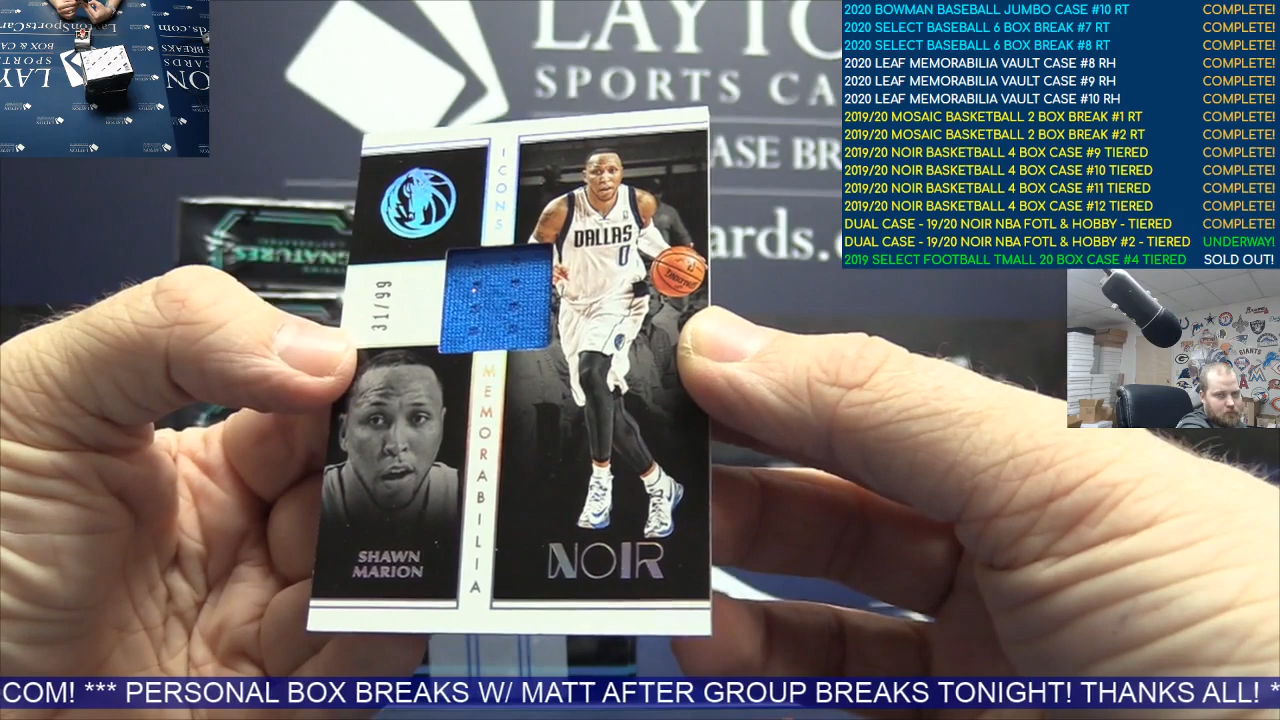 2020 BOWMAN BASEBALL JUMBO CASE #10 RT COMPLETE!
2020 SELECT BASEBALL 6 BOX BREAK #7 RT COMPLETE!
2020 SELECT BASEBALL 6 BOX BREAK #8 RT COMPLETE!
2020 LEAF MEMORABILIA VAULT CASE #8 RH COMPLETE!
2020 LEAF MEMORABILIA VAULT CASE #9 RH COMPLETE!
2020 LEAF MEMORABILIA VAULT CASE #10 RH COMPLETE!
2019/20 MOSAIC BASKETBALL 2 BOX BREAK #1 RT COMPLETE!
2019/20 MOSAIC BASKETBALL 2 BOX BREAK #2 RT COMPLETE!
2019/20 NOIR BASKETBALL 4 BOX CASE #9 TIERED COMPLETE!
2019/20 NOIR BASKETBALL 4 BOX CASE #10 TIERED COMPLETE!
2019/20 NOIR BASKETBALL 4 BOX CASE #11 TIERED COMPLETE!
2019/20 NOIR BASKETBALL 4 BOX CASE #12 TIERED COMPLETE!
DUAL CASE - 19/20 NOIR NBA FOTL & HOBBY - TIERED COMPLETE!
DUAL CASE - 19/20 NOIR NBA FOTL & HOBBY #2 - TIERED UNDERWAY!
2019 SELECT FOOTBALL TMALL 20 BOX CASE #4 TIERED SOLD OUT!
LAYTO
SPORTS CA
ASE BR
ards.c
GNATURES
ICONS
MEMORABILIA
31/99
DALLAS
0
SHAWN
MARION
NOIR
GIANTS
COM! *** PERSONAL BOX BREAKS W/ MATT AFTER GROUP BREAKS TONIGHT! THANKS ALL! *